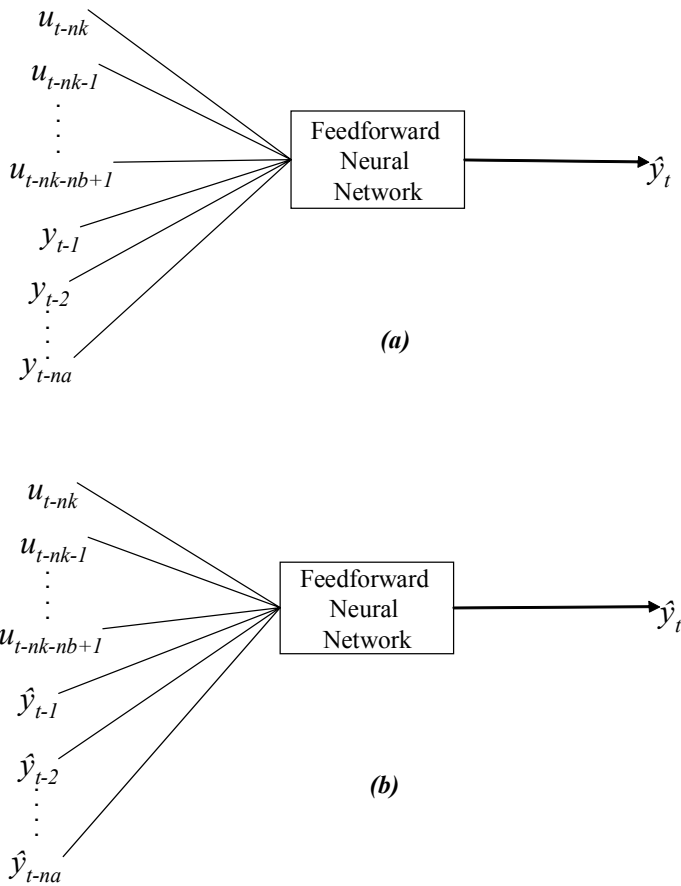 u_{t-nk}
u_{t-nk-1}
u_{t-nk-nb+1}
y_{t-1}
y_{t-2}
y_{t-na}
Feedforward
Neural
Network
ŷ_t
(a)
u_{t-nk}
u_{t-nk-1}
u_{t-nk-nb+1}
ŷ_{t-1}
ŷ_{t-2}
ŷ_{t-na}
Feedforward
Neural
Network
ŷ_t
(b)